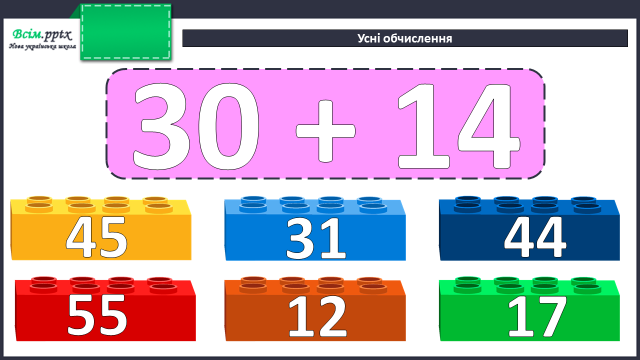 Всім.pptx
Нова українська школа
Усні обчислення
30 + 14
45 31 44
55 12 17